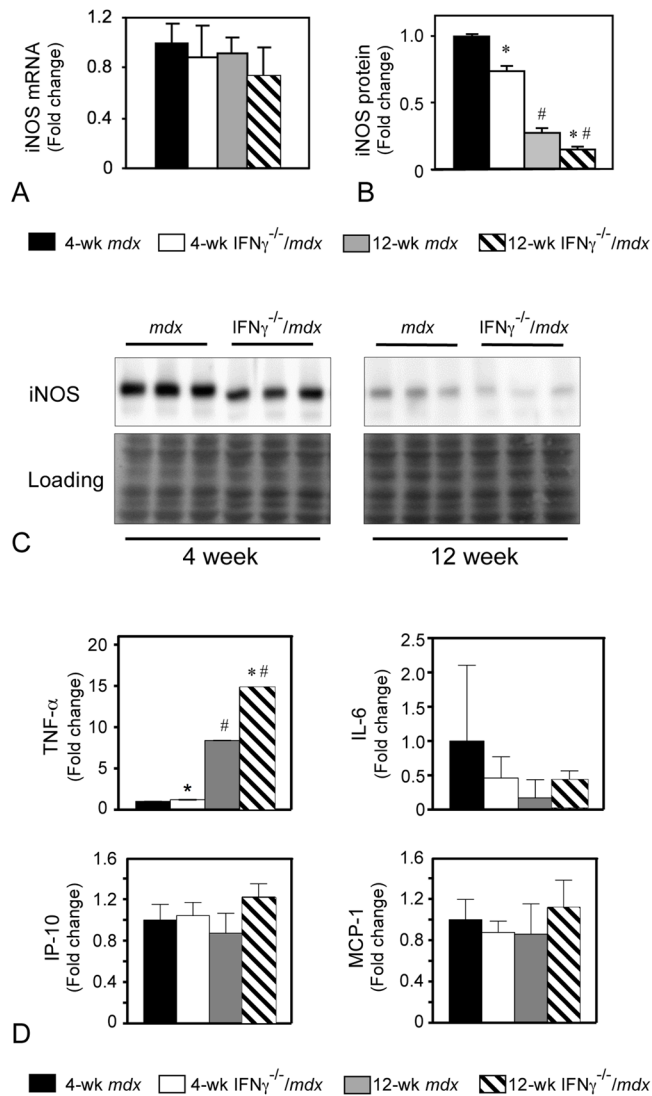 iNOS mRNA
(Fold change)
1.2
0.8
0.4
0
A
iNOS protein
(Fold change)
1.0
0.5
0
*
#
* #
B
4-wk mdx
4-wk IFNγ-/-/mdx
12-wk mdx
12-wk IFNγ-/-/mdx
mdx
IFNγ-/-/mdx
mdx
IFNγ-/-/mdx
iNOS
Loading
C
4 week
12 week
TNF-α
(Fold change)
20
15
10
5
0
*
#
* #
IL-6
(Fold change)
2.5
2.0
1.5
1.0
0.5
0
IP-10
(Fold change)
1.6
1.2
0.8
0.4
0
MCP-1
(Fold change)
1.6
1.2
0.8
0.4
0
D
4-wk mdx
4-wk IFNγ-/-/mdx
12-wk mdx
12-wk IFNγ-/-/mdx